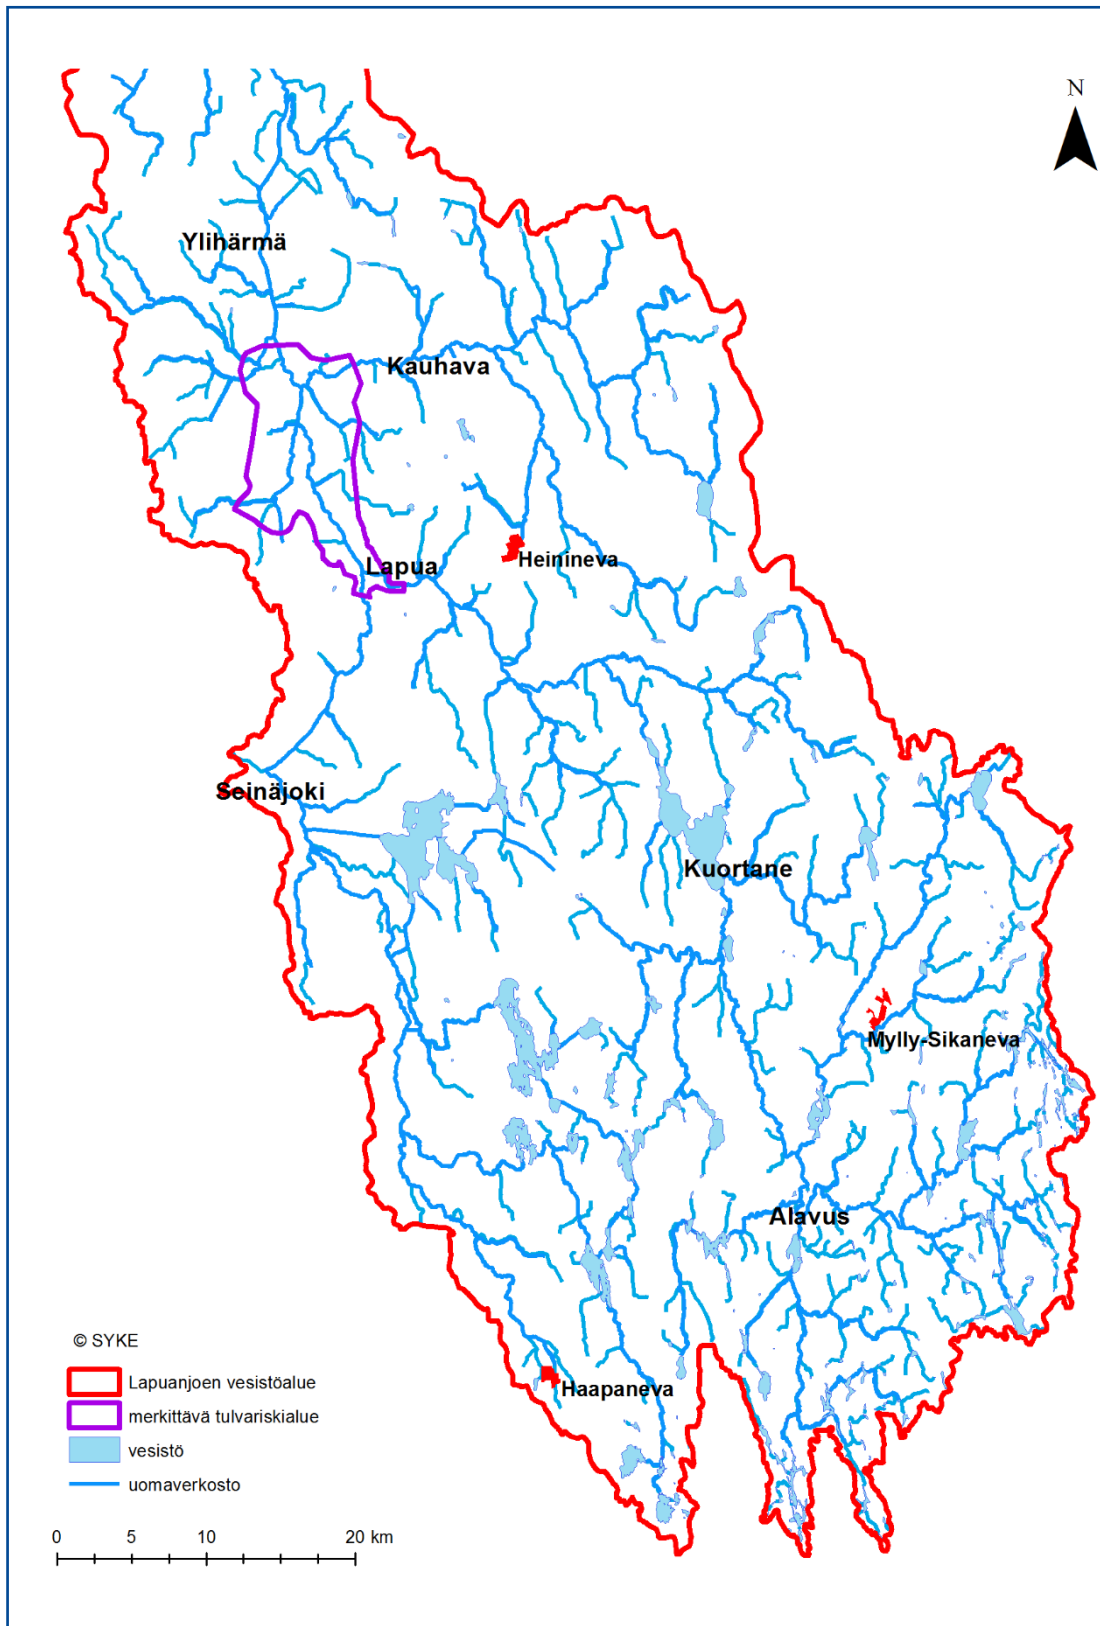 N
Ylihärmä
Kauhava
Heinineva
Lapua
Seinäjoki
Kuortane
Mylly-Sikaneva
Alavus
Haapaneva
© SYKE
Lapuanjoen vesistöalue
merkittävä tulvariskialue
vesistö
uomaverkosto
0 5 10 20 km